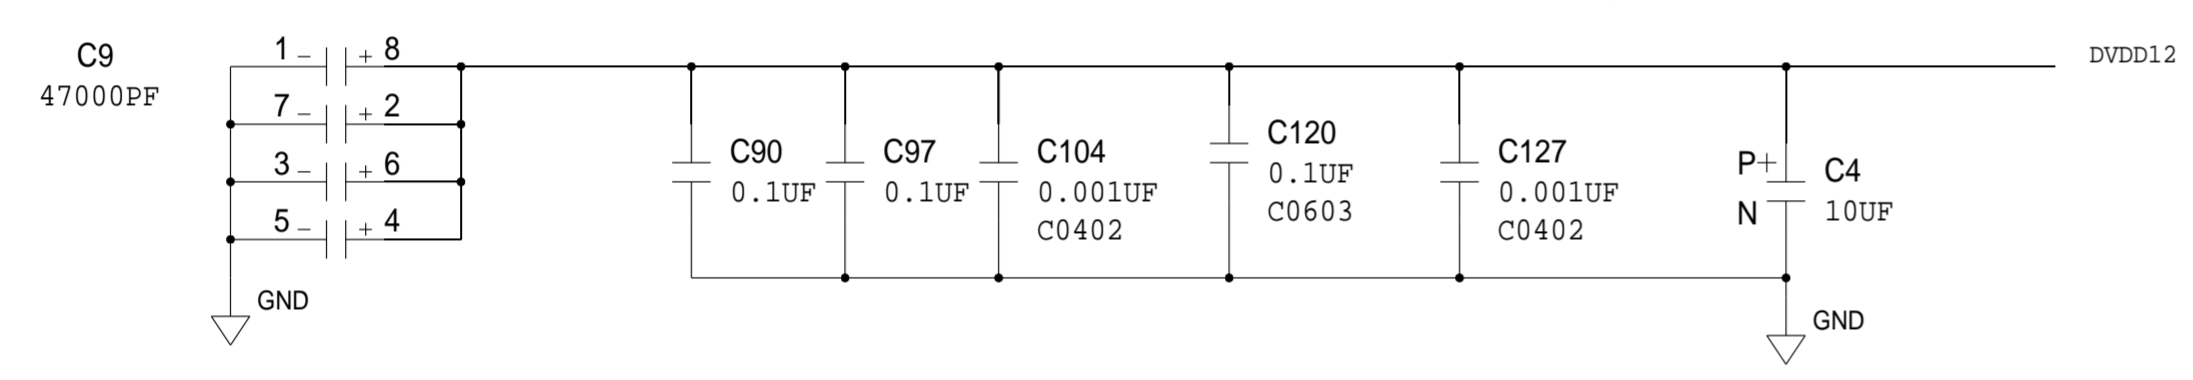 C9
47000PF
1 - + 8
7 - + 2
3 - + 6
5 - + 4
GND
C90
0.1UF
C97
0.1UF
C104
0.001UF
C0402
C120
0.1UF
C0603
C127
0.001UF
C0402
P+
N
C4
10UF
GND
DVDD12